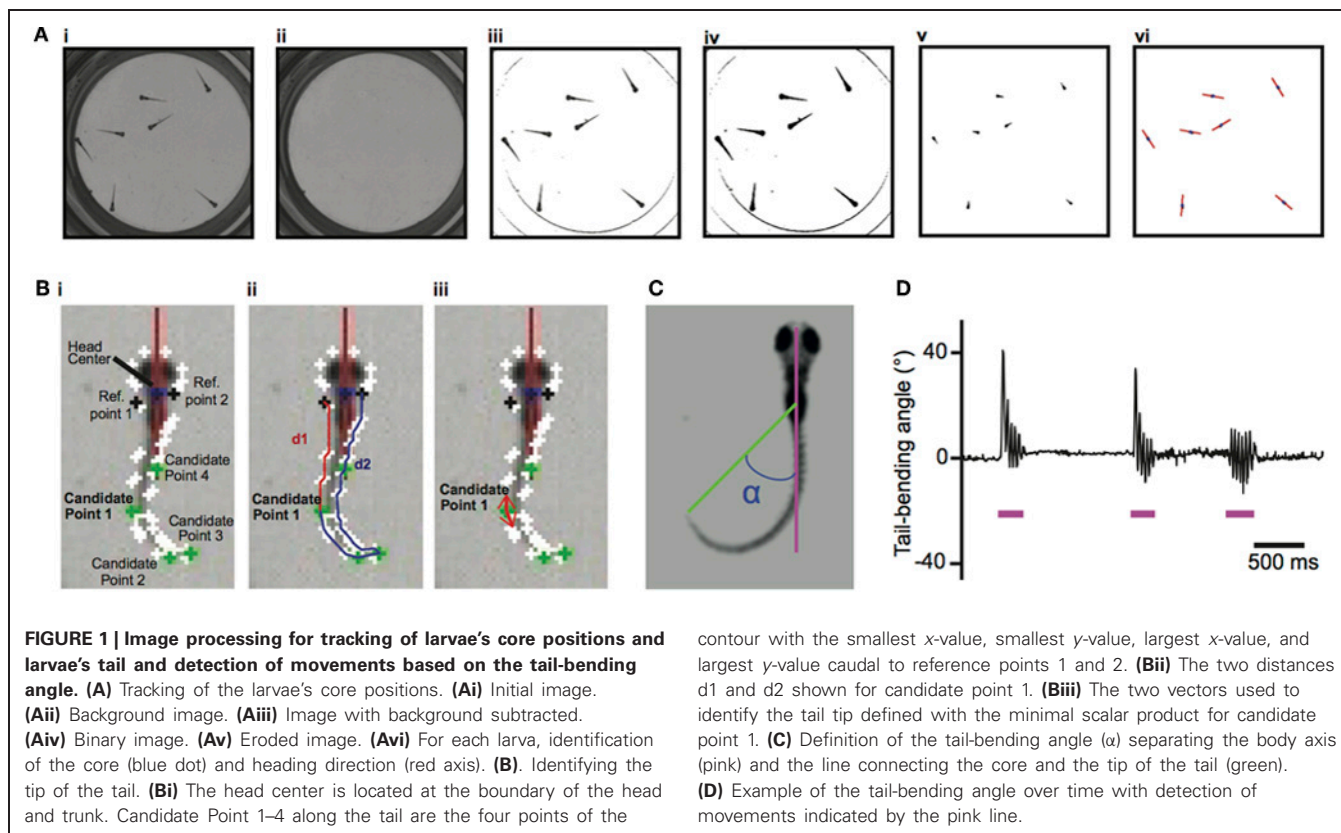 A
i
ii
iii
iv
v
vi
B
i
ii
iii
Head
Center
Ref.
point 1
Ref.
point 2
Candidate
Point 4
Candidate
Point 1
Candidate
Point 3
Candidate
Point 2
d1
d2
Candidate
Point 1
Candidate
Point 1
C
α
D
Tail-bending angle (°)
40
0
-40
500 ms
FIGURE 1 | Image processing for tracking of larvae's core positions and
larvae's tail and detection of movements based on the tail-bending
angle. (A) Tracking of the larvae's core positions. (Ai) Initial image.
(Aii) Background image. (Aiii) Image with background subtracted.
(Aiv) Binary image. (Av) Eroded image. (Avi) For each larva, identification
of the core (blue dot) and heading direction (red axis). (B). Identifying the
tip of the tail. (Bi) The head center is located at the boundary of the head
and trunk. Candidate Point 1–4 along the tail are the four points of the
contour with the smallest x-value, smallest y-value, largest x-value, and
largest y-value caudal to reference points 1 and 2. (Bii) The two distances
d1 and d2 shown for candidate point 1. (Biii) The two vectors used to
identify the tail tip defined with the minimal scalar product for candidate
point 1. (C) Definition of the tail-bending angle (α) separating the body axis
(pink) and the line connecting the core and the tip of the tail (green).
(D) Example of the tail-bending angle over time with detection of
movements indicated by the pink line.